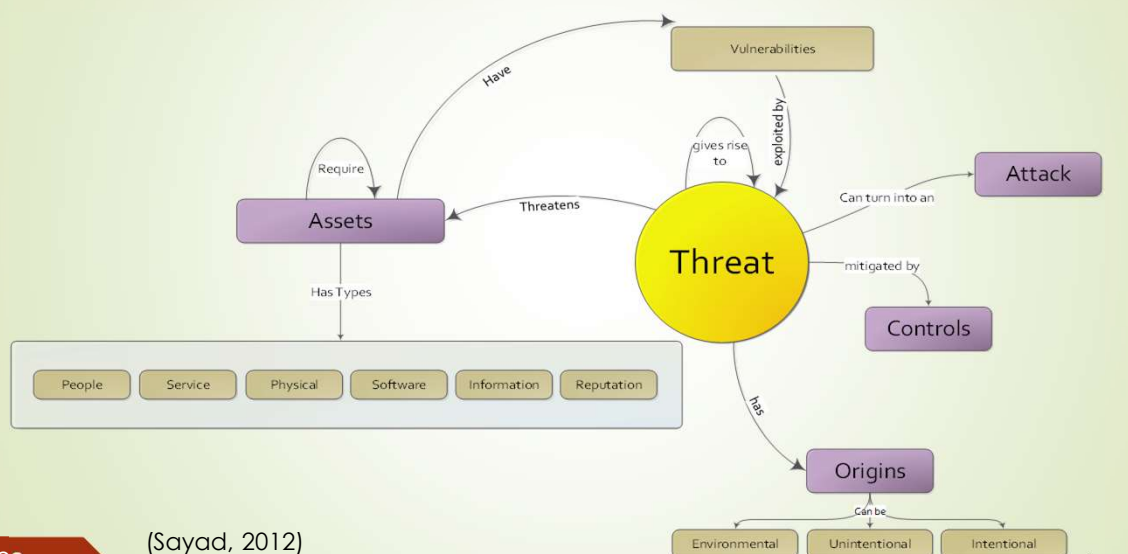 Vulnerabilities
Have
exploited by
gives rise
to
Require
Attack
Can turn into an
Assets
Threatens
Threat
mitigated by
Has Types
Controls
People
Service
Physical
Software
Information
Reputation
has
Origins
Can be
Environmental
Unintentional
Intentional
(Sayad, 2012)